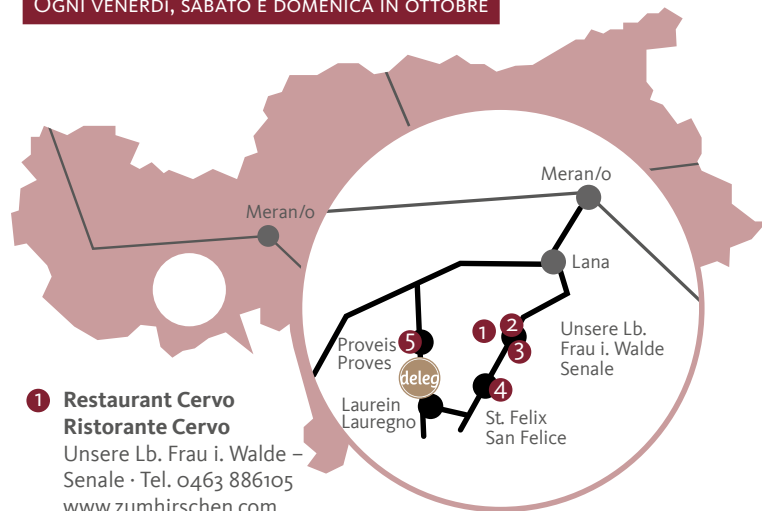 OGNI VENERDÌ, SABATO E DOMENICA IN OTTOBRE
Meran/o
Meran/o
Lana
1
2
3
Unsere Lb.
Frau i. Walde
Senale
Proveis
Proves
5
deleg
4
Laurein
Lauregno
St. Felix
San Felice
1 Restaurant Cervo
Ristorante Cervo
Unsere Lb. Frau i. Walde –
Senale · Tel. 0463 886105
www.zumhirschen.com